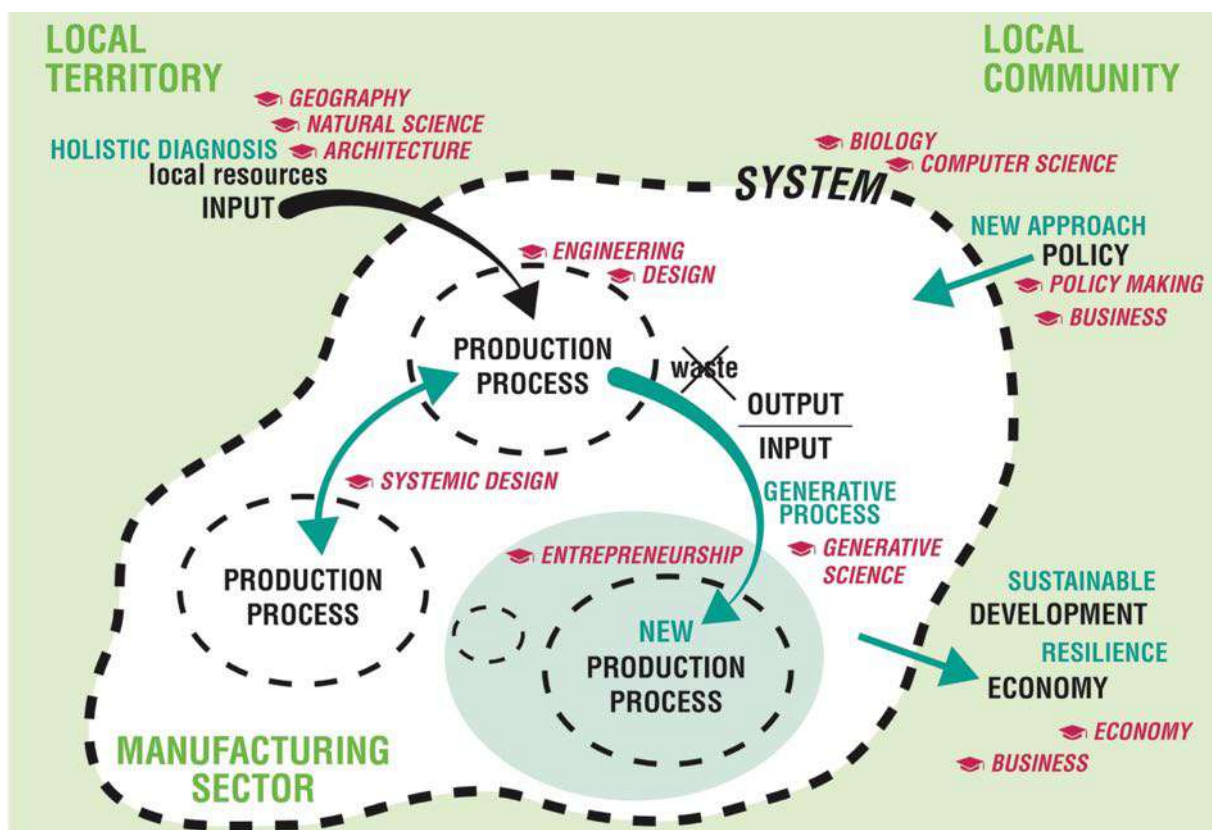 LOCAL
TERRITORY
LOCAL
COMMUNITY
GEOGRAPHY
NATURAL SCIENCE
HOLISTIC DIAGNOSIS ARCHITECTURE
local resources
INPUT
BIOLOGY
COMPUTER SCIENCE
SYSTEM
NEW APPROACH
POLICY
POLICY MAKING
BUSINESS
ENGINEERING
DESIGN
PRODUCTION
PROCESS
waste
OUTPUT
INPUT
GENERATIVE
PROCESS
GENERATIVE
SCIENCE
SYSTEMIC DESIGN
PRODUCTION
PROCESS
ENTREPRENEURSHIP
NEW
PRODUCTION
PROCESS
SUSTAINABLE
DEVELOPMENT
RESILIENCE
ECONOMY
ECONOMY
BUSINESS
MANUFACTURING
SECTOR